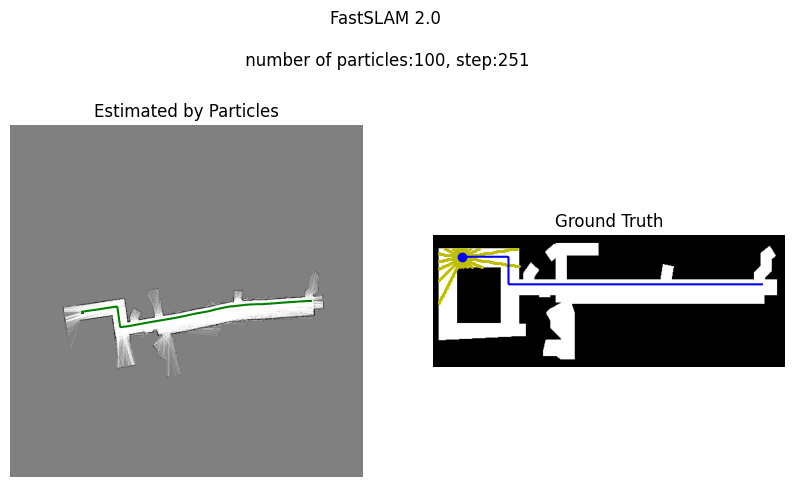 FastSLAM 2.0
number of particles:100, step:251
Estimated by Particles
Ground Truth